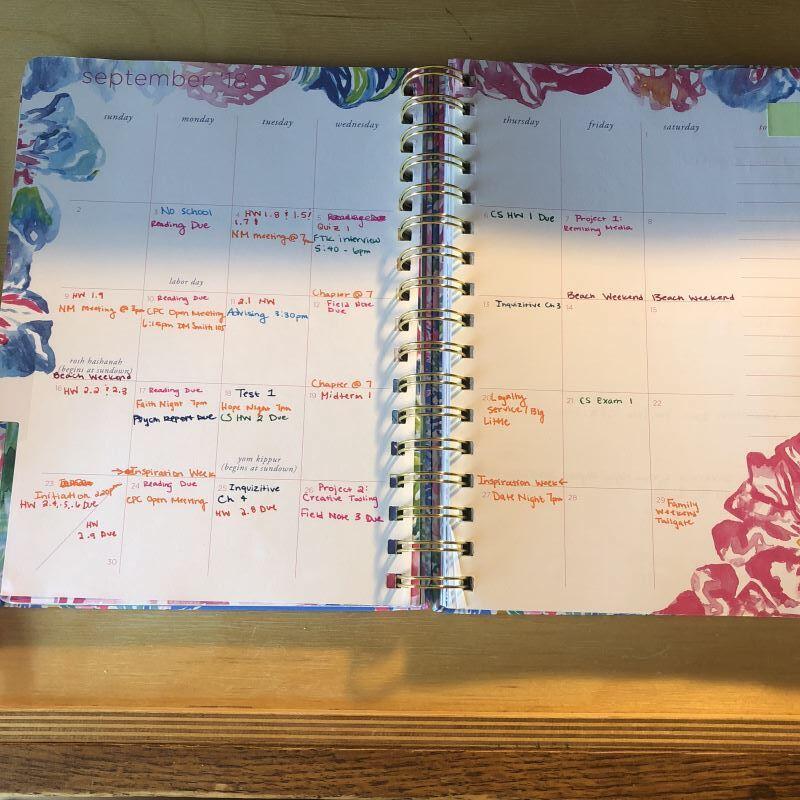 september '18
sunday
monday
tuesday
wednesday
thursday
friday
saturday
to
1
2
3 No school
Reading Due
labor day
4 HW 1.8 & 1.5/
1.7!
NM meeting @ 7
5
Quiz 1
FTK interview
5:40 - 6pm
6 CS HW 1 Due
7 Project 1:
Remixing Media
8
9 HW 1.9
NM meeting @ 7pm
rosh hashanah
(begins at sundown)
10 Reading Due
CPC Open Meeting
6:15pm DM Smith 105
11 2.1 HW
Advising 3:30pm
Chapter @ 7
12 Field Note
Due
13 Inquizitive Ch 3
Beach Weekend
14
Beach Weekend
15
Beach Weekend
16 HW 2.2 & 2.3
17 Reading Due
Faith Night 7pm
Psych Report Due
18 Test 1
Hope Night 7pm
CS HW 2 Due
yom kippur
(begins at sundown)
Chapter @ 7
19 Midterm 1
20 Loyalty
Service / Big
Little
21 CS Exam 1
22
23
Initiation
HW 2.4, .5, .6 Due
HW
2.9 Due
30
Inspiration Week
24 Reading Due
CPC Open Meeting
25 Inquizitive
Ch 4
HW 2.8 Due
26 Project 2:
Creative Tooling
Field Note 3 Due
Inspiration Week
27 Date Night 7pm
28
29 Family
Weekend
Tailgate